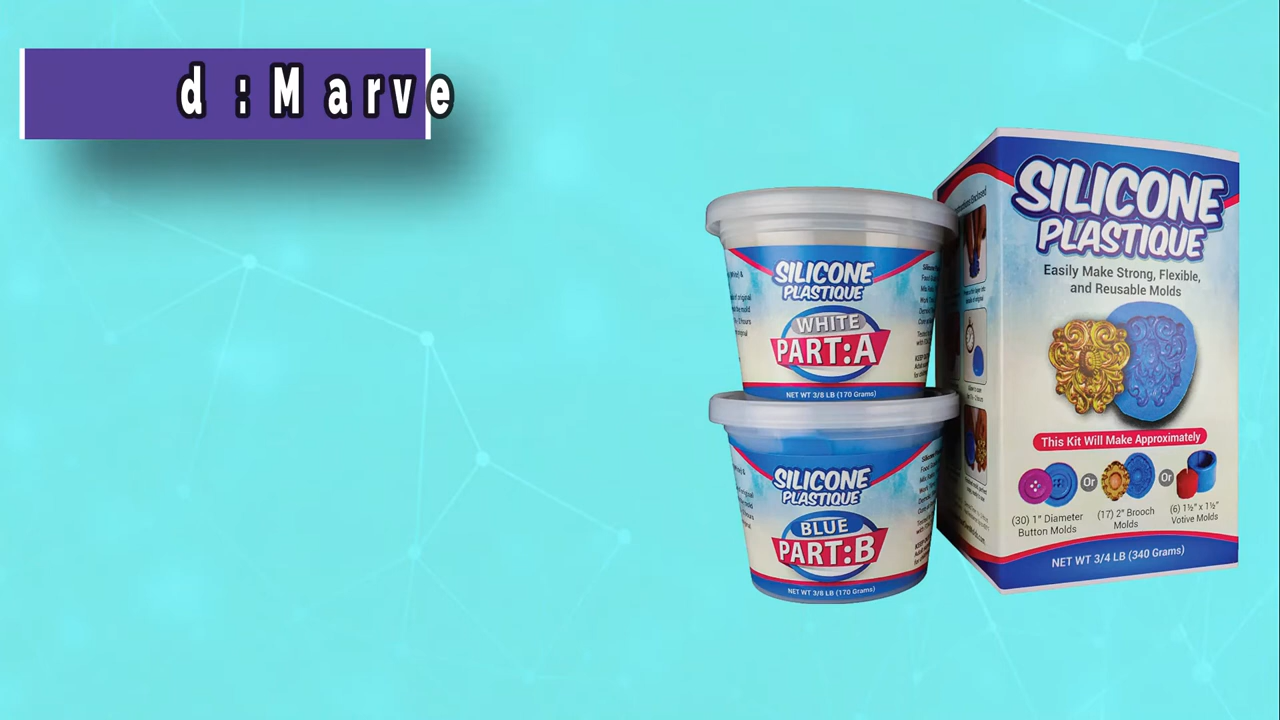 d : M a r v e
SILICONE
PLASTIQUE
WHITE
PART:A
NET WT 3/8 LB (170 Grams)
SILICONE
PLASTIQUE
BLUE
PART:B
NET WT 3/8 LB (170 Grams)
SILICONE
PLASTIQUE
Easily Make Strong, Flexible,
and Reusable Molds
This Kit Will Make Approximately
Or
Or
(30) 1" Diameter
Button Molds
(17) 2" Brooch
Molds
(6) 1½" x 1½"
Votive Molds
NET WT 3/4 LB (340 Grams)